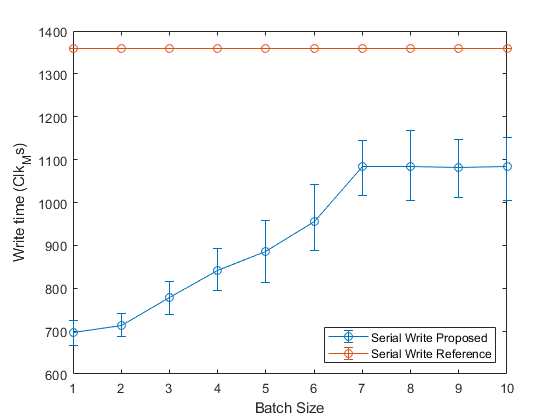 1400
1300
1200
1100
1000
900
800
700
600
Write time (Clk_Ms)
1 2 3 4 5 6 7 8 9 10
Batch Size
Serial Write Proposed
Serial Write Reference